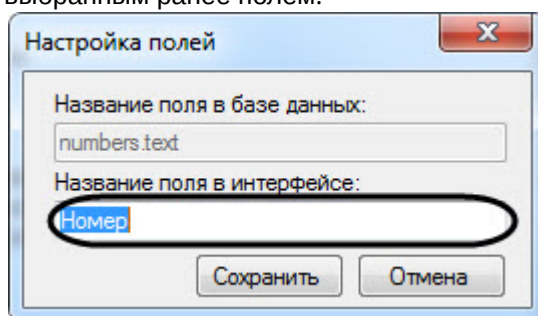 выбранным ранее полем.
Настройка полей
Название поля в базе данных:
numbers.text
Название поля в интерфейсе:
Номер
Сохранить Отмена